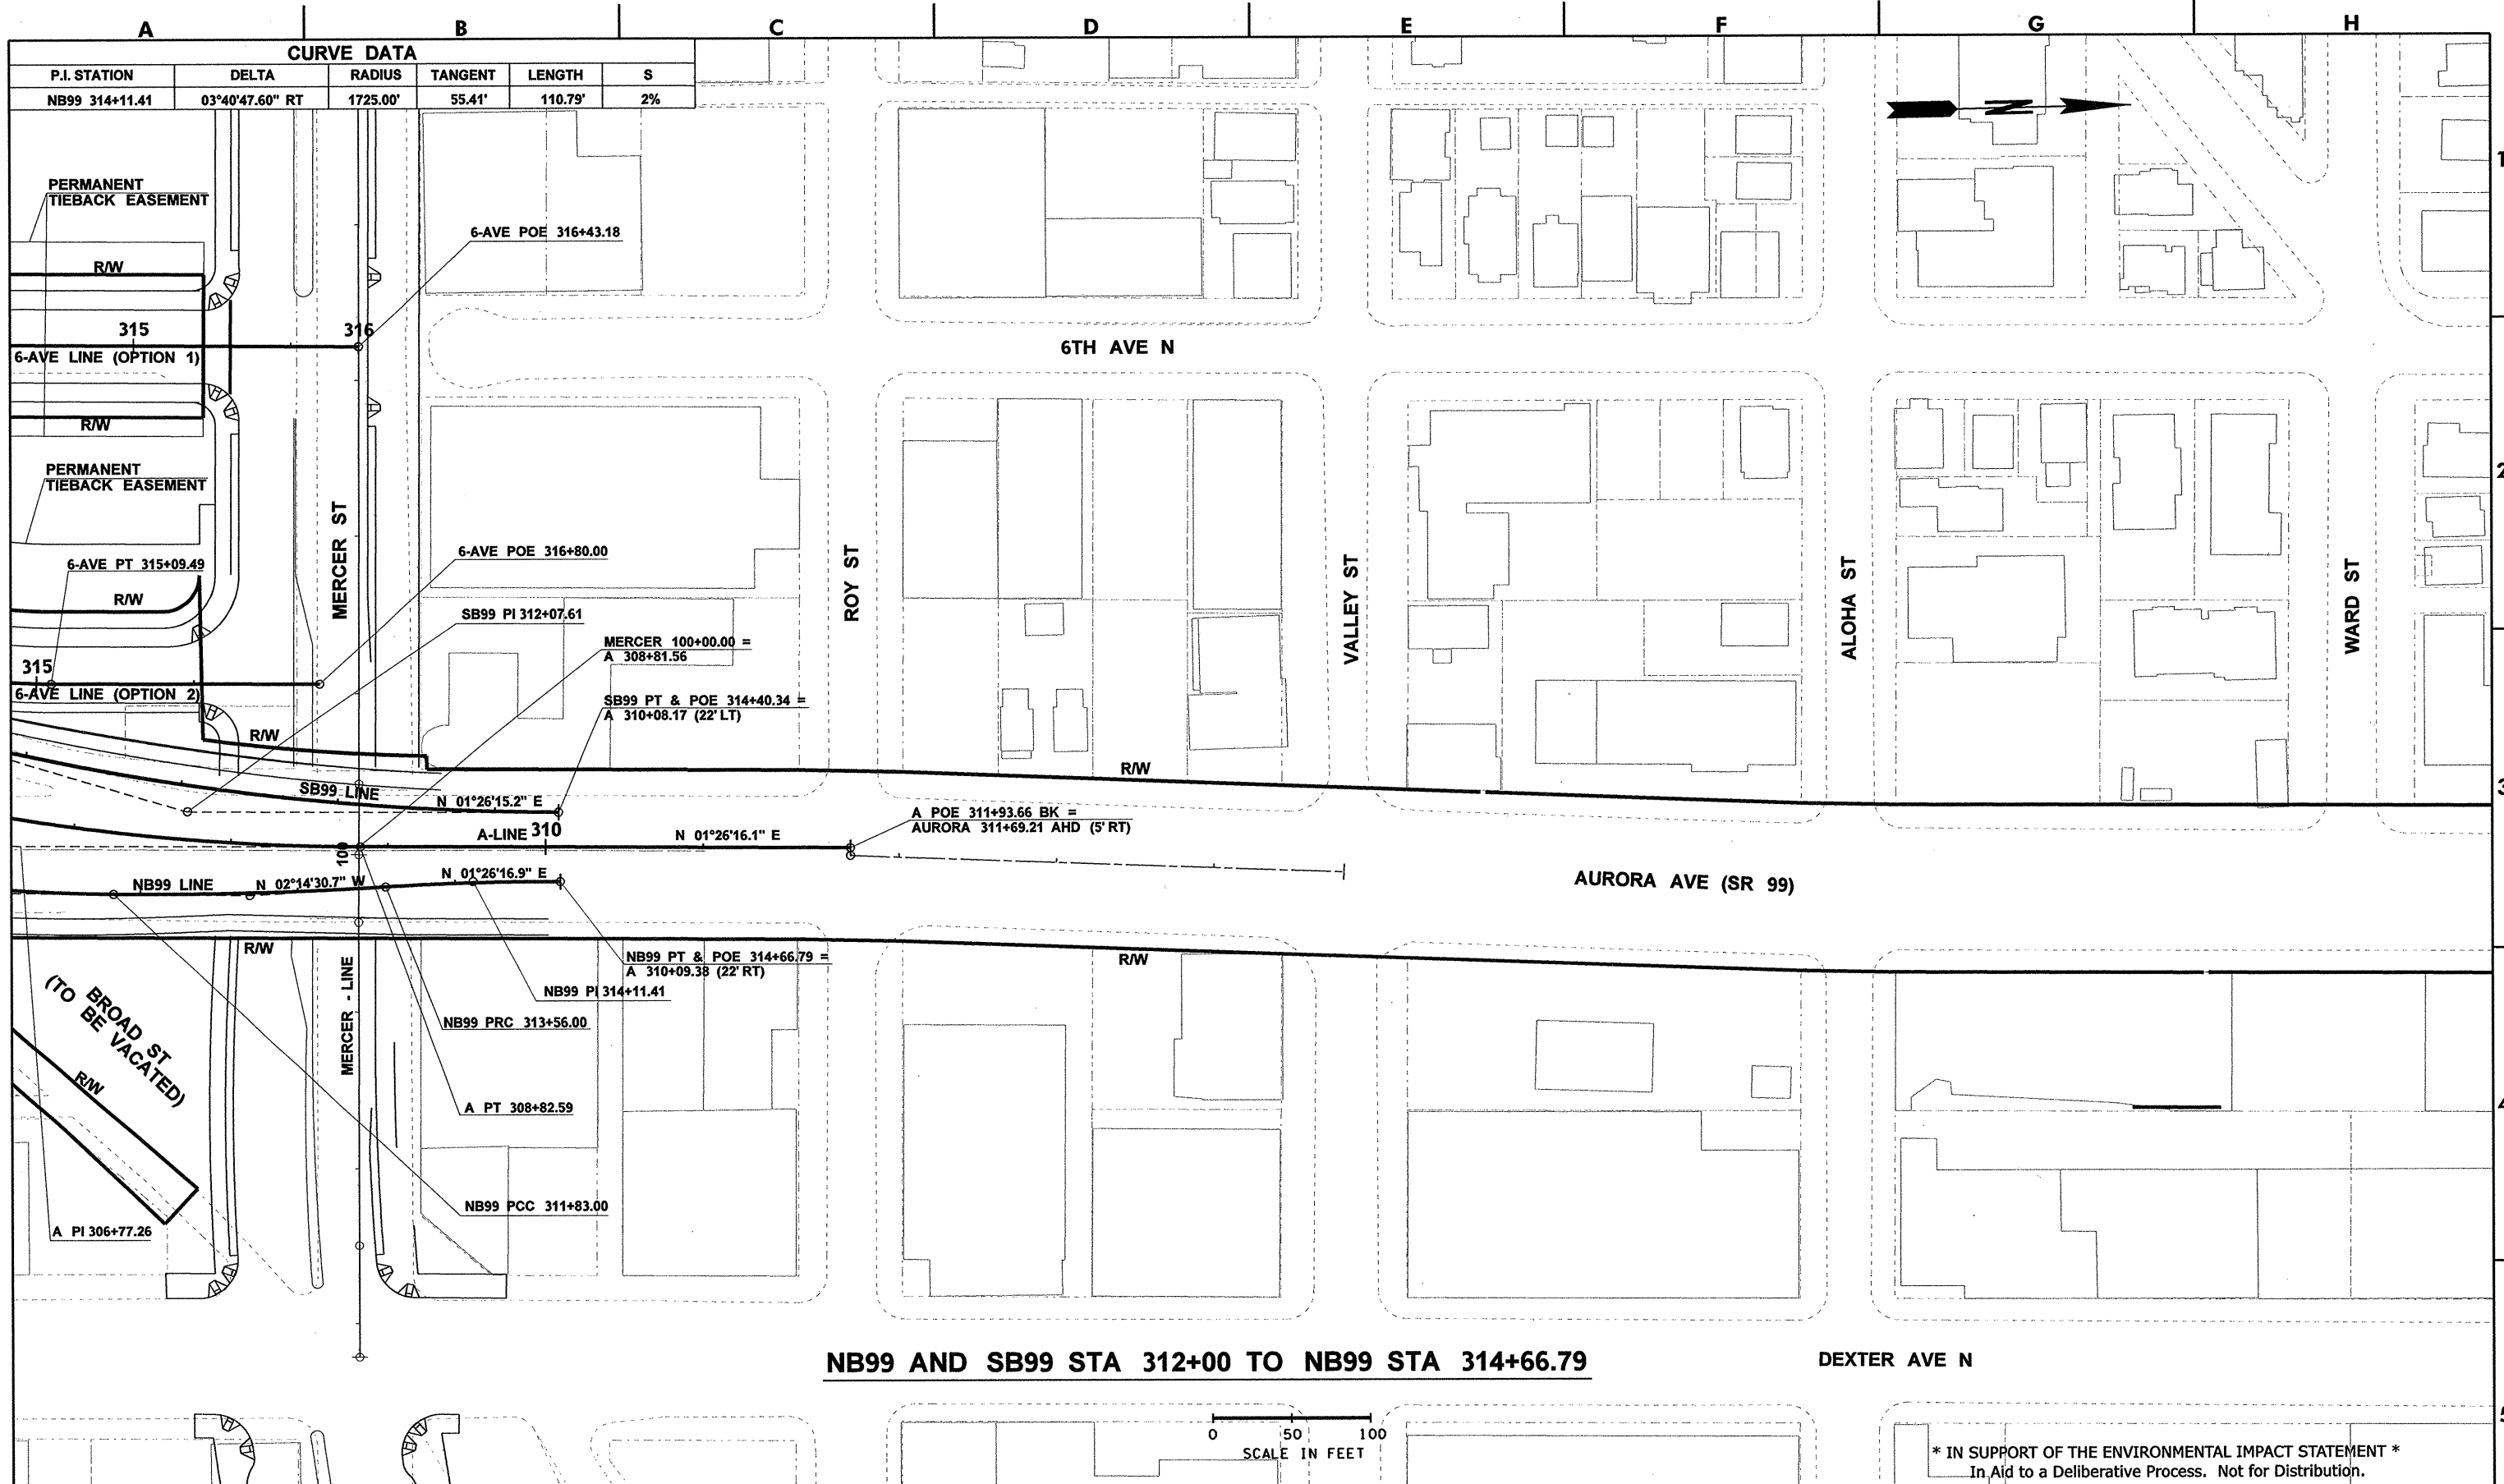 A B C D E F G H
CURVE DATA
P.I. STATION DELTA RADIUS TANGENT LENGTH S
NB99 314+11.41 03°40'47.60" RT 1725.00' 55.41' 110.79' 2%
N
1
PERMANENT
TIEBACK EASEMENT
6-AVE POE 316+43.18
R/W
315
316
6-AVE LINE (OPTION 1)
6TH AVE N
R/W
PERMANENT
TIEBACK EASEMENT
2
MERCER ST
ROY ST
VALLEY ST
ALOHA ST
WARD ST
6-AVE POE 316+80.00
6-AVE PT 315+09.49
R/W
SB99 PI 312+07.61
MERCER 100+00.00 =
A 308+81.56
315
6-AVE LINE (OPTION 2)
SB99 PT & POE 314+40.34 =
A 310+08.17 (22' LT)
R/W
R/W
3
SB99 LINE
N 01°26'15.2" E
A POE 311+93.66 BK =
AURORA 311+69.21 AHD (5' RT)
A-LINE
310
N 01°26'16.1" E
100
NB99 LINE
N 02°14'30.7" W
N 01°26'16.9" E
AURORA AVE (SR 99)
R/W
R/W
NB99 PT & POE 314+66.79 =
A 310+09.38 (22' RT)
NB99 PI 314+11.41
MERCER - LINE
NB99 PRC 313+56.00
BROAD ST
(TO BE VACATED)
R/W
A PT 308+82.59
4
NB99 PCC 311+83.00
A PI 306+77.26
NB99 AND SB99 STA 312+00 TO NB99 STA 314+66.79
DEXTER AVE N
5
0 50 100
SCALE IN FEET
* IN SUPPORT OF THE ENVIRONMENTAL IMPACT STATEMENT *
In Aid to a Deliberative Process. Not for Distribution.